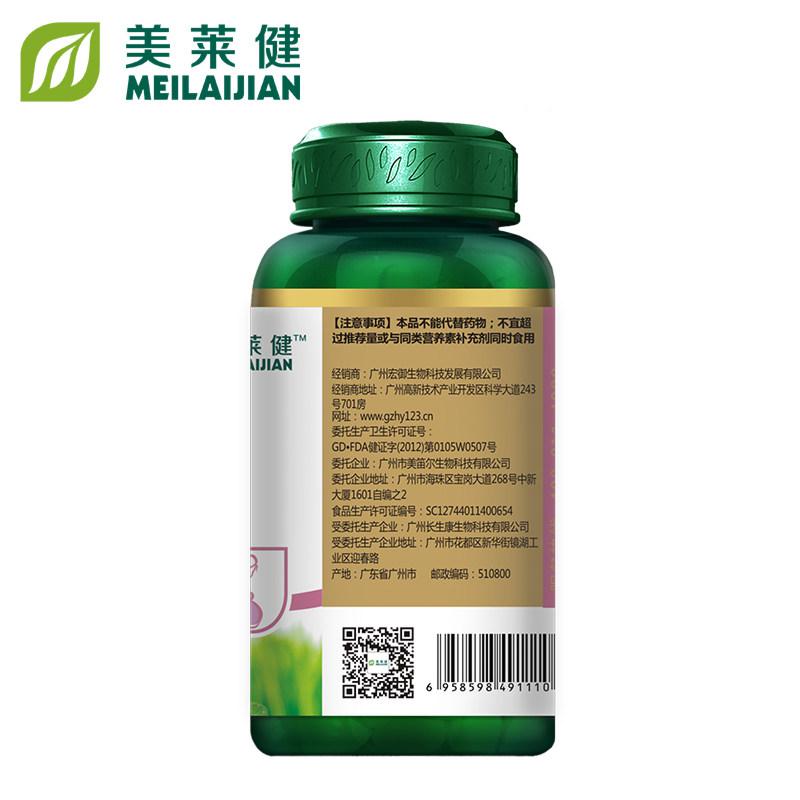 美莱健
MEILAIJIAN
莱健™
AIJIAN
【注意事项】本品不能代替药物；不宜超
过推荐量或与同类营养素补充剂同时食用
经销商：广州宏御生物科技发展有限公司
经销商地址：广州高新技术产业开发区科学大道243
号701房
网址：www.gzhy123.cn
委托生产卫生许可证号：
GD•FDA健证字(2012)第0105W0507号
委托企业：广州市美笛尔生物科技有限公司
委托企业地址：广州市海珠区宝岗大道268号中新
大厦1601自编之2
食品生产许可证编号：SC12744011400654
受委托生产企业：广州长生康生物科技有限公司
受委托生产企业地址：广州市花都区新华街镜湖工
业区迎春路
产地：广东省广州市 邮政编码：510800
美莱健
6 958598 491110